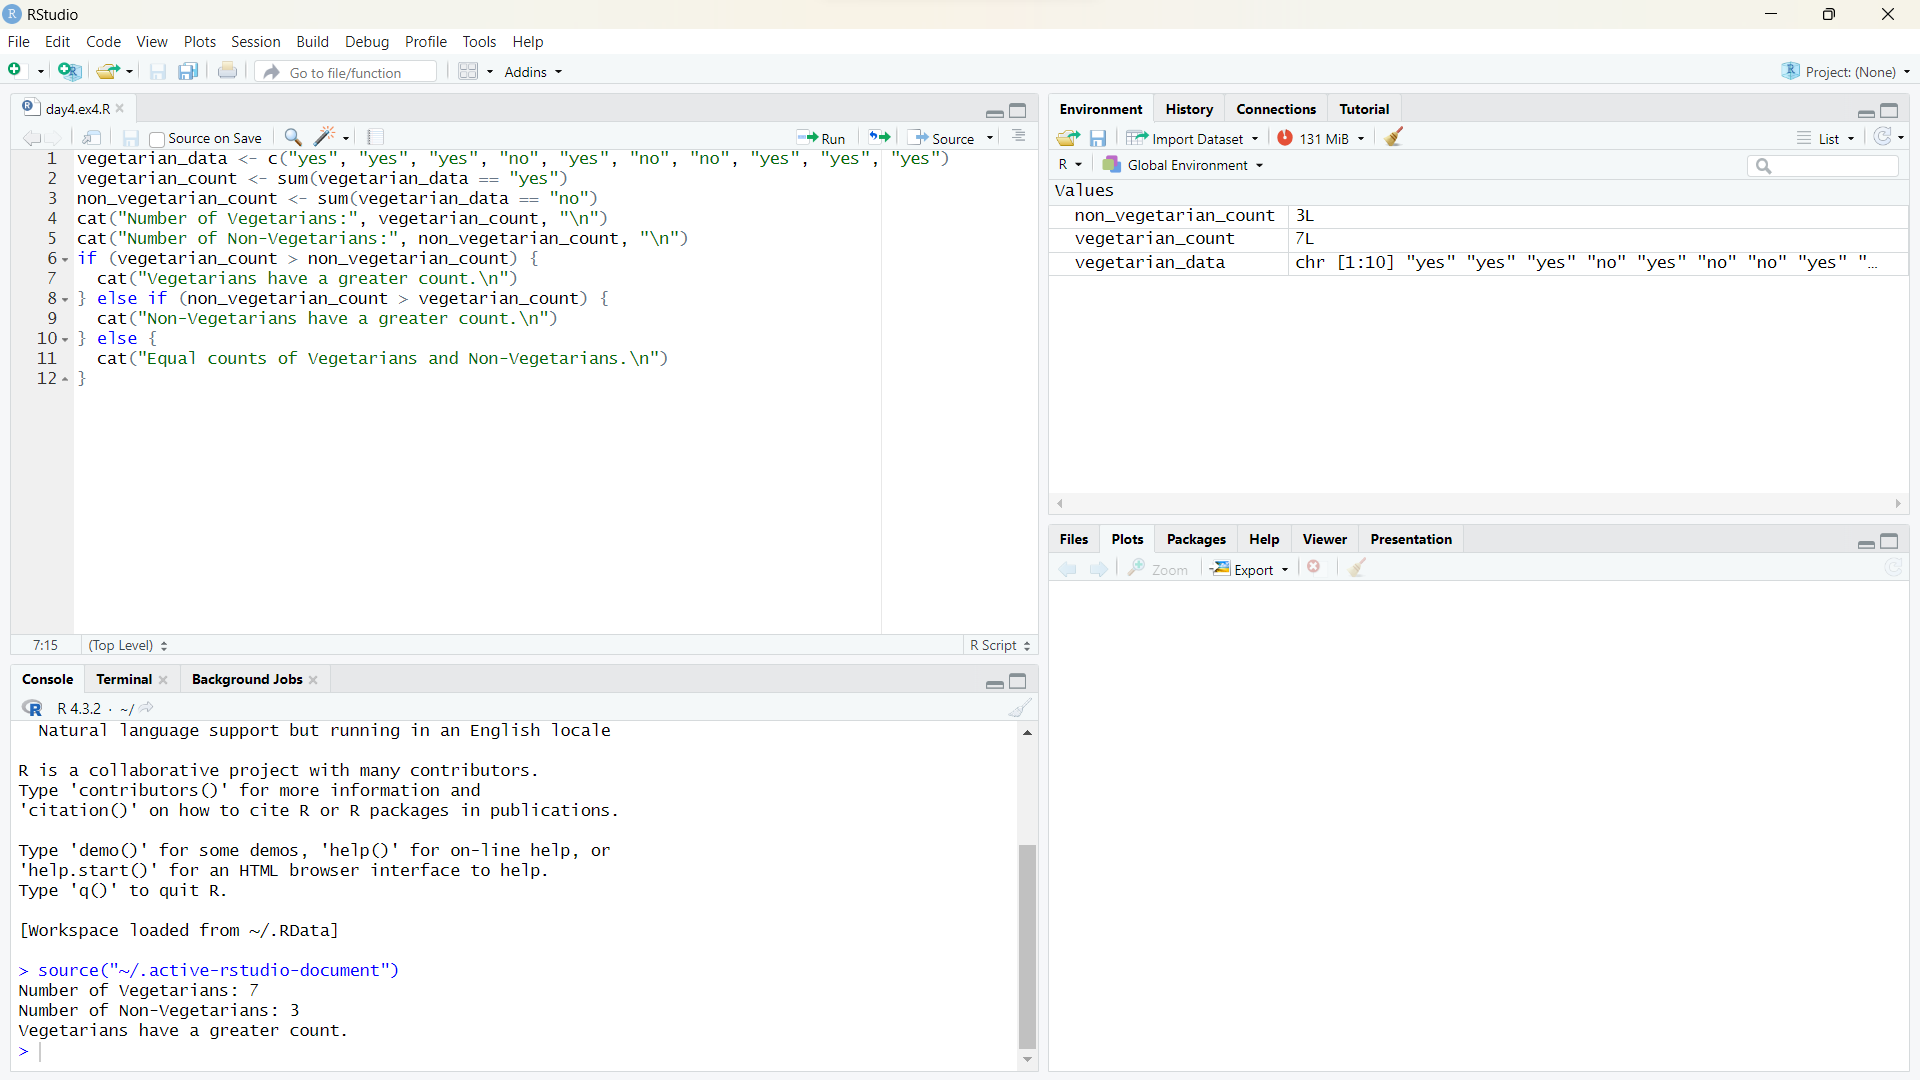 RStudio
File Edit Code View Plots Session Build Debug Profile Tools Help
Go to file/function Addins Project: (None)
day4.ex4.R
Source on Save Run Source
1 vegetarian_data <- c("yes", "yes", "yes", "no", "yes", "no", "no", "yes", "yes", "yes")
2 vegetarian_count <- sum(vegetarian_data == "yes")
3 non_vegetarian_count <- sum(vegetarian_data == "no")
4 cat("Number of Vegetarians:", vegetarian_count, "\n")
5 cat("Number of Non-Vegetarians:", non_vegetarian_count, "\n")
6 if (vegetarian_count > non_vegetarian_count) {
7   cat("Vegetarians have a greater count.\n")
8 } else if (non_vegetarian_count > vegetarian_count) {
9   cat("Non-Vegetarians have a greater count.\n")
10 } else {
11   cat("Equal counts of Vegetarians and Non-Vegetarians.\n")
12 }
7:15 (Top Level) R Script
Console Terminal Background Jobs
R 4.3.2 · ~/
Natural language support but running in an English locale
R is a collaborative project with many contributors.
Type 'contributors()' for more information and
'citation()' on how to cite R or R packages in publications.
Type 'demo()' for some demos, 'help()' for on-line help, or
'help.start()' for an HTML browser interface to help.
Type 'q()' to quit R.
[Workspace loaded from ~/.RData]
> source("~/.active-rstudio-document")
Number of Vegetarians: 7
Number of Non-Vegetarians: 3
Vegetarians have a greater count.
>
Environment History Connections Tutorial
Import Dataset 131 MiB List
R Global Environment
Values
non_vegetarian_count 3L
vegetarian_count 7L
vegetarian_data chr [1:10] "yes" "yes" "yes" "no" "yes" "no" "no" "yes" "…
Files Plots Packages Help Viewer Presentation
Zoom Export